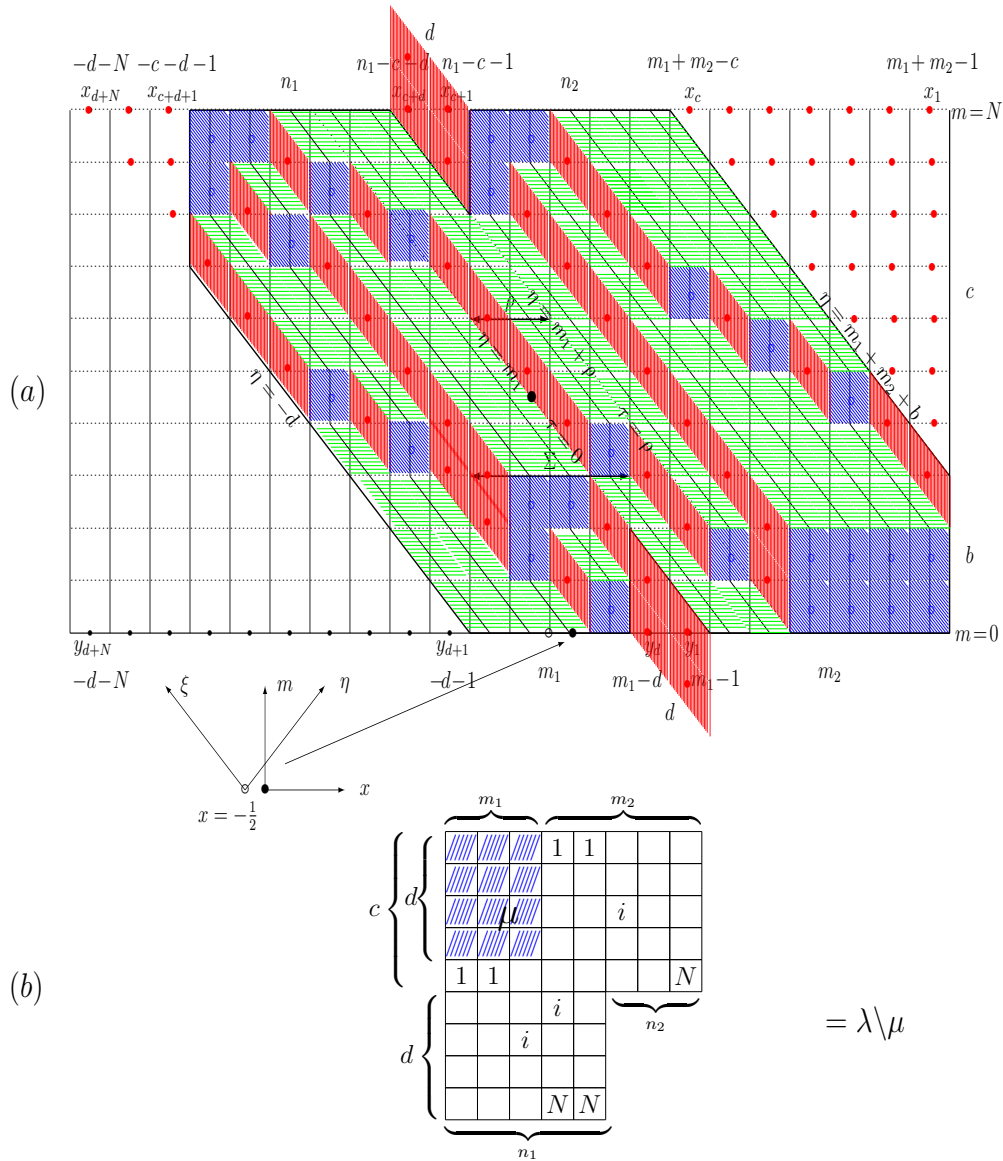 d
−d−N −c−d−1 n₁ n₁−c−d n₁−c−1 n₂ m₁+m₂−c m₁+m₂−1
x_{d+N} x_{c+d+1} x_{c+d} x_{c+1} x_c x_1
m=N
c
ρ
η = m₁+ρ
η = m₁
η = m₁+m₂+b
(a)
η = −d
τ = 0
τ = ρ
Σ
b
m=0
y_{d+N} y_{d+1} y_d y_1
−d−N −d−1 m₁ m₁−d m₁−1 m₂
ξ m η
d
x
x = −1/2
m₁ m₂
1 1
c d
μ i
1 1 N
(b)
i
n₂
= λ\μ
d i
N N
n₁